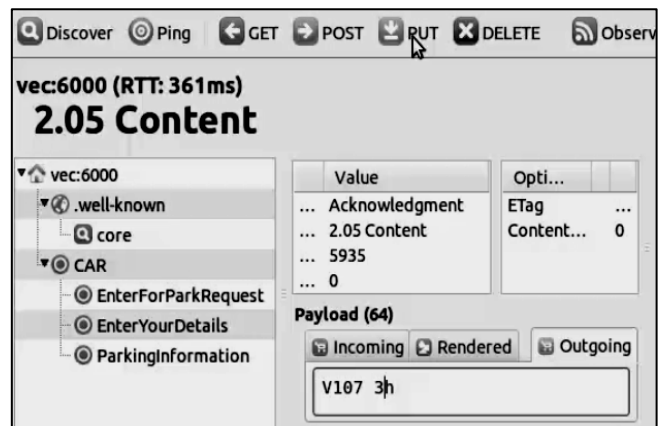 Discover Ping GET POST PUT DELETE Observ
vec:6000 (RTT: 361ms)
2.05 Content
vec:6000
.well-known
core
CAR
EnterForParkRequest
EnterYourDetails
ParkingInformation
Value
... Acknowledgment
... 2.05 Content
... 5935
... 0
Opti...
ETag ...
Content... 0
Payload (64)
Incoming Rendered Outgoing
V107 3h